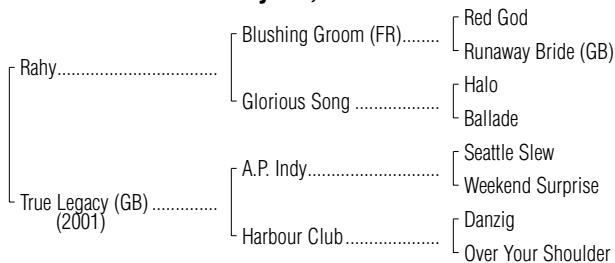 Red God
Blushing Groom (FR)........
Runaway Bride (GB)
Rahy.................................
Halo
Glorious Song .................
Ballade
Seattle Slew
A.P. Indy...........................
Weekend Surprise
True Legacy (GB) .............
(2001)
Danzig
Harbour Club...................
Over Your Shoulder